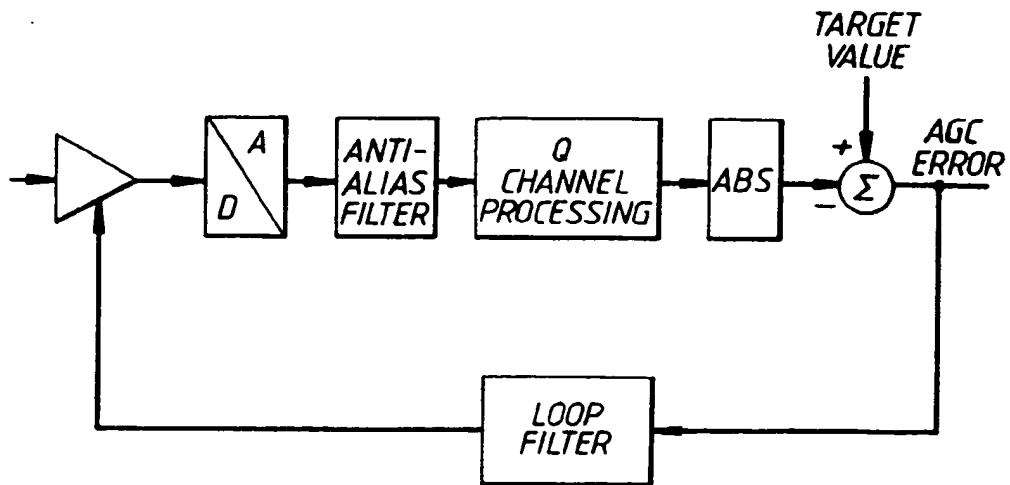 TARGET
VALUE
A
D
ANTI-
ALIAS
FILTER
Q
CHANNEL
PROCESSING
ABS
+
−
Σ
AGC
ERROR
LOOP
FILTER